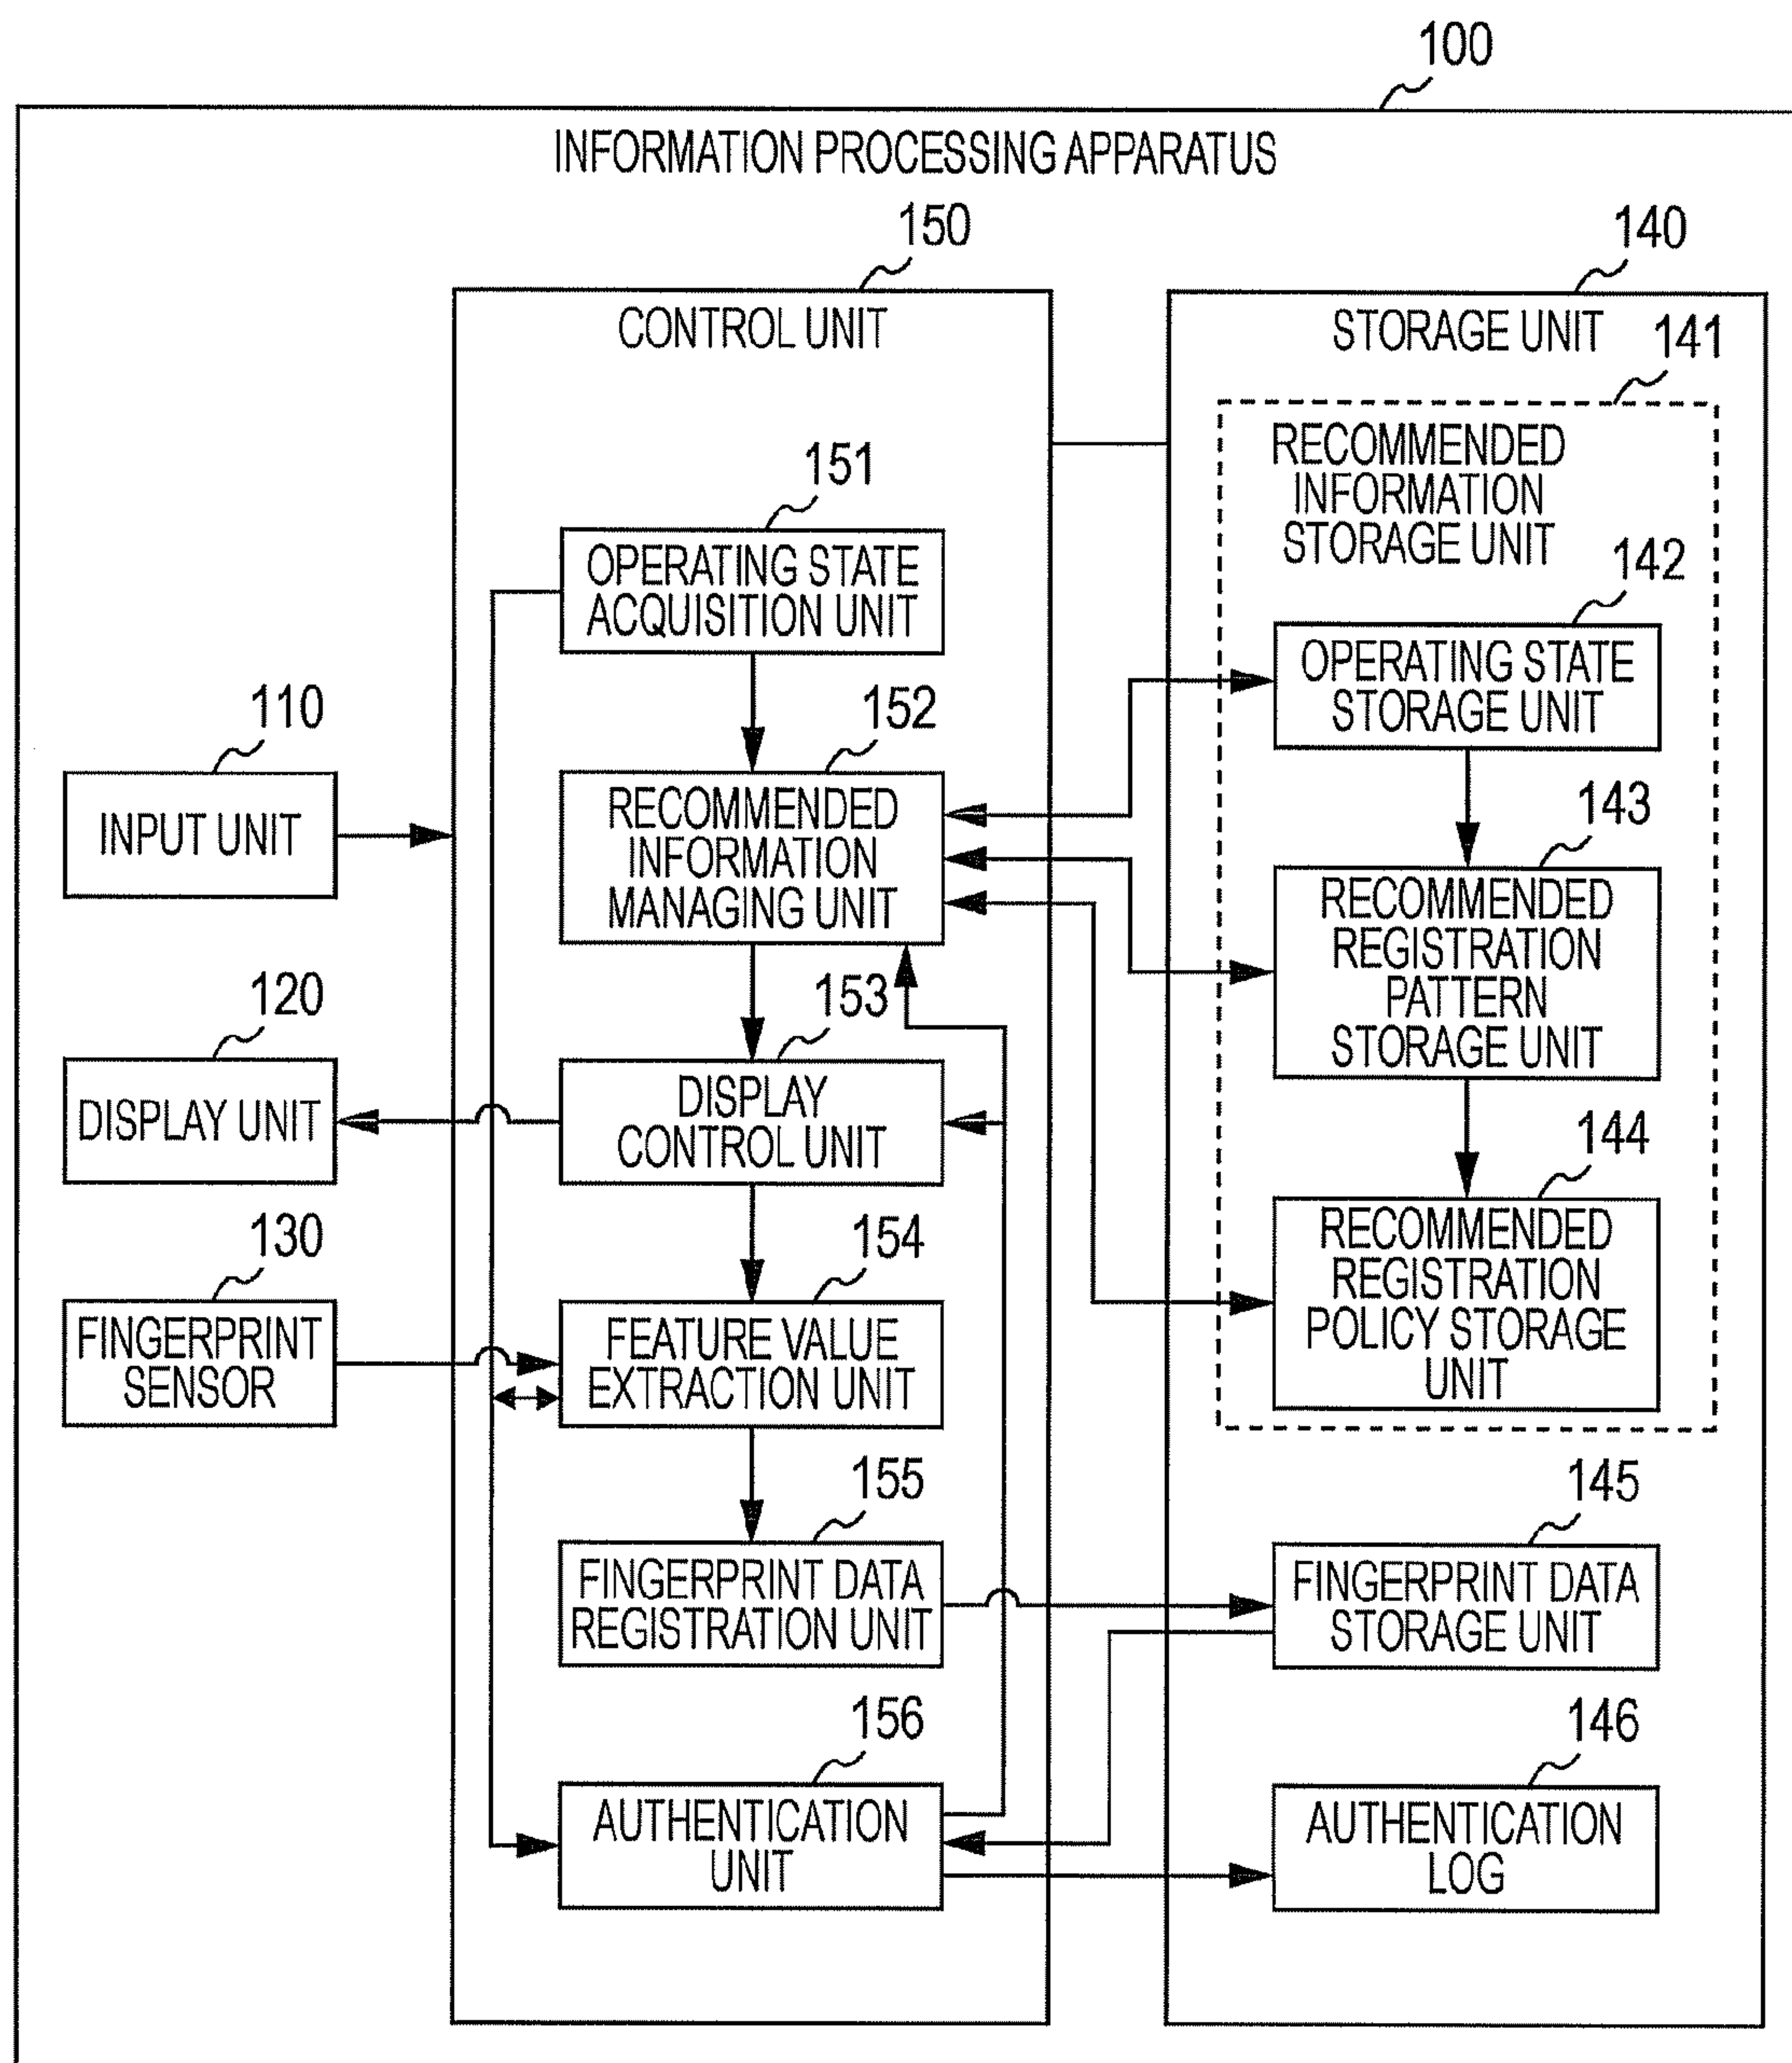 100
INFORMATION PROCESSING APPARATUS
150
CONTROL UNIT
140
STORAGE UNIT
141
RECOMMENDED
INFORMATION
STORAGE UNIT
151
OPERATING STATE
ACQUISITION UNIT
142
OPERATING STATE
STORAGE UNIT
110
INPUT UNIT
152
RECOMMENDED
INFORMATION
MANAGING UNIT
143
RECOMMENDED
REGISTRATION
PATTERN
STORAGE UNIT
120
DISPLAY UNIT
153
DISPLAY
CONTROL UNIT
144
RECOMMENDED
REGISTRATION
POLICY STORAGE
UNIT
130
FINGERPRINT
SENSOR
154
FEATURE VALUE
EXTRACTION UNIT
155
FINGERPRINT DATA
REGISTRATION UNIT
145
FINGERPRINT DATA
STORAGE UNIT
156
AUTHENTICATION
UNIT
146
AUTHENTICATION
LOG